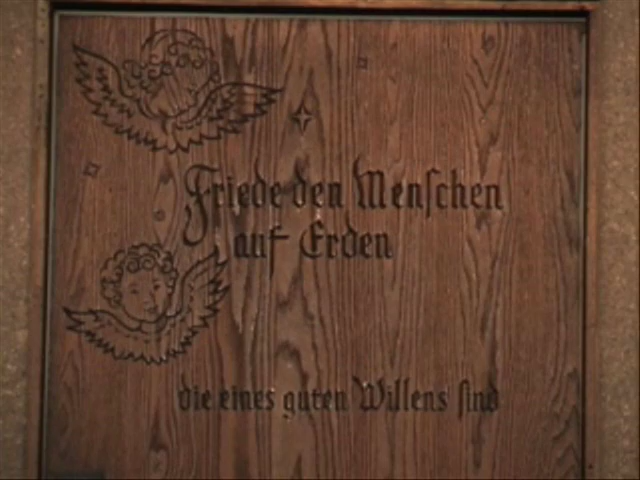 Friede den Menſchen
auf Erden
die eines guten Willens ſind